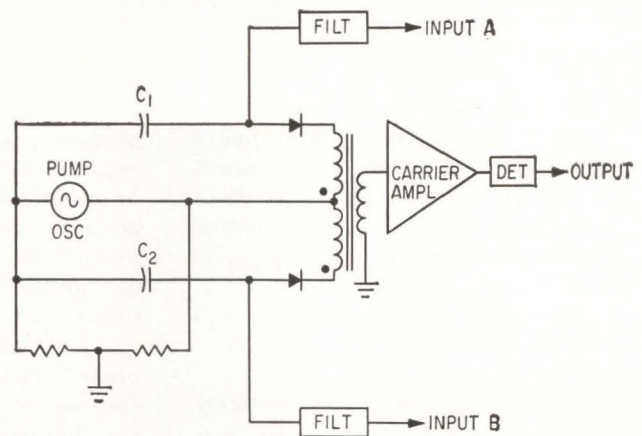 FILT
INPUT A
C1
PUMP
OSC
CARRIER
AMPL
DET
OUTPUT
C2
FILT
INPUT B